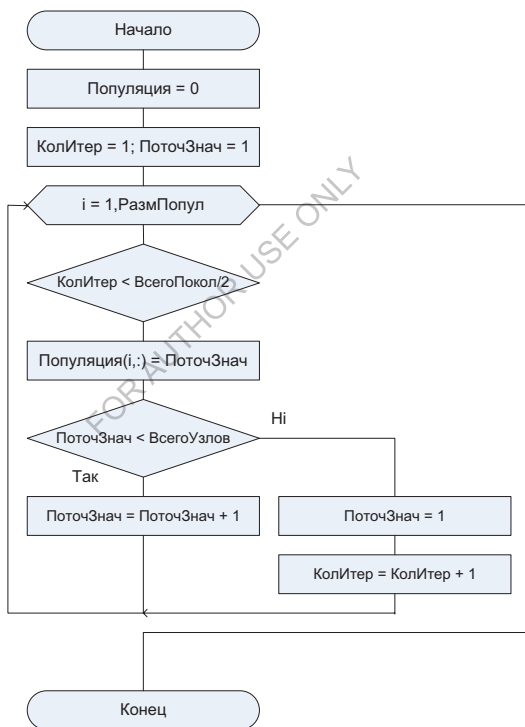 Начало
Популяция = 0
КолИтер = 1; ПоточЗнач = 1
i = 1,РазмПопул
КолИтер < ВсегоПокол/2
Популяция(i,:) = ПоточЗнач
ПоточЗнач < ВсегоУзлов
Ні
Так
ПоточЗнач = ПоточЗнач + 1
ПоточЗнач = 1
КолИтер = КолИтер + 1
Конец
FOR AUTHOR USE ONLY